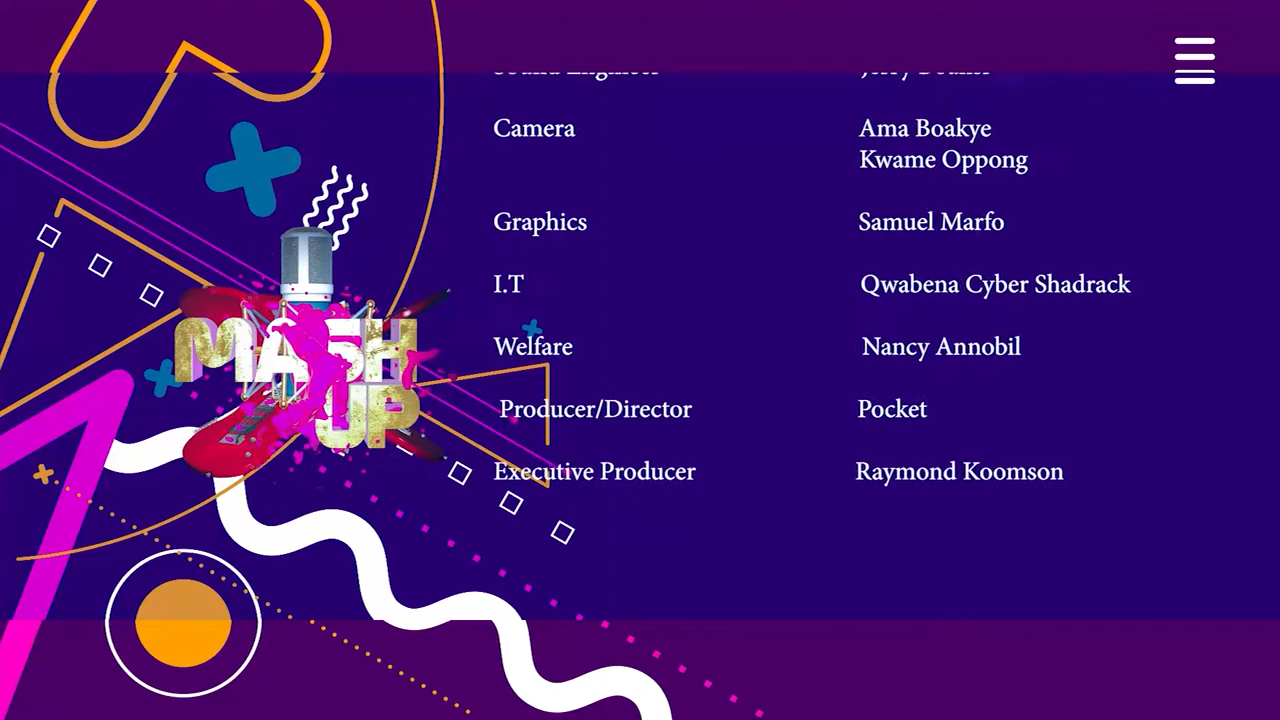 Camera Ama Boakye
Kwame Oppong
Graphics Samuel Marfo
I.T Qwabena Cyber Shadrack
Welfare Nancy Annobil
Producer/Director Pocket
Executive Producer Raymond Koomson
MASH
UP